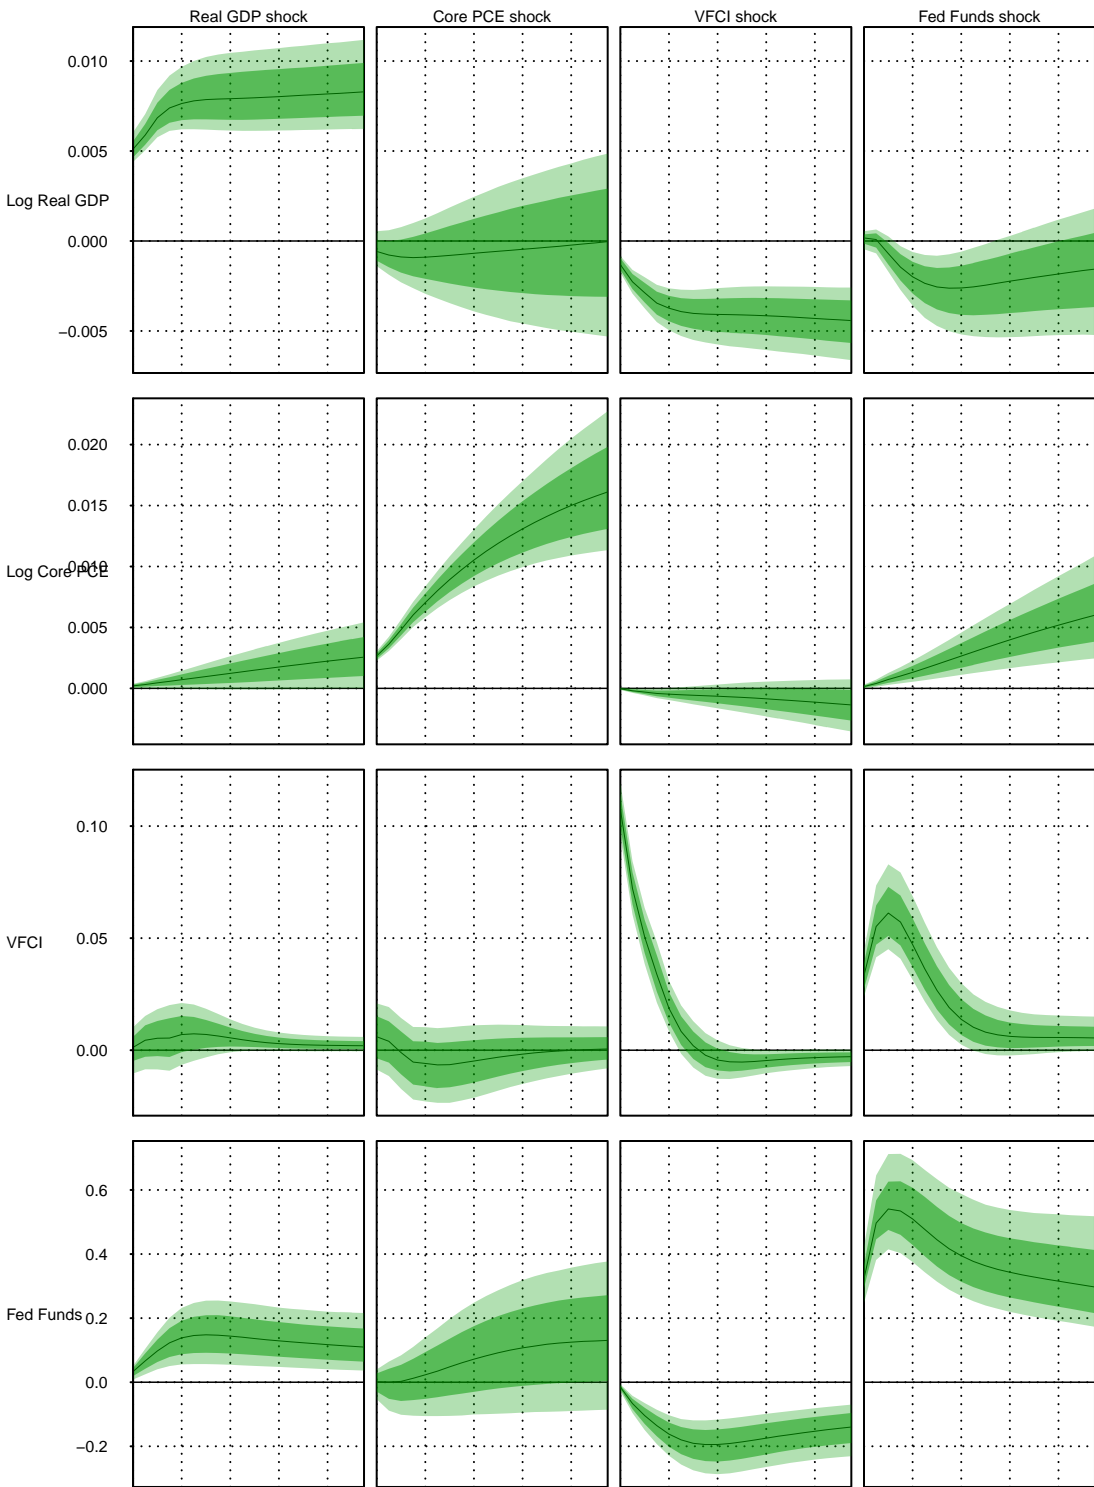 Real GDP shock
Core PCE shock
VFCI shock
Fed Funds shock
0.010
0.005
Log Real GDP
0.000
−0.005
0.020
0.015
0.010
Log Core PCE
0.005
0.000
0.10
0.05
VFCI
0.00
0.6
0.4
0.2
Fed Funds
0.0
−0.2